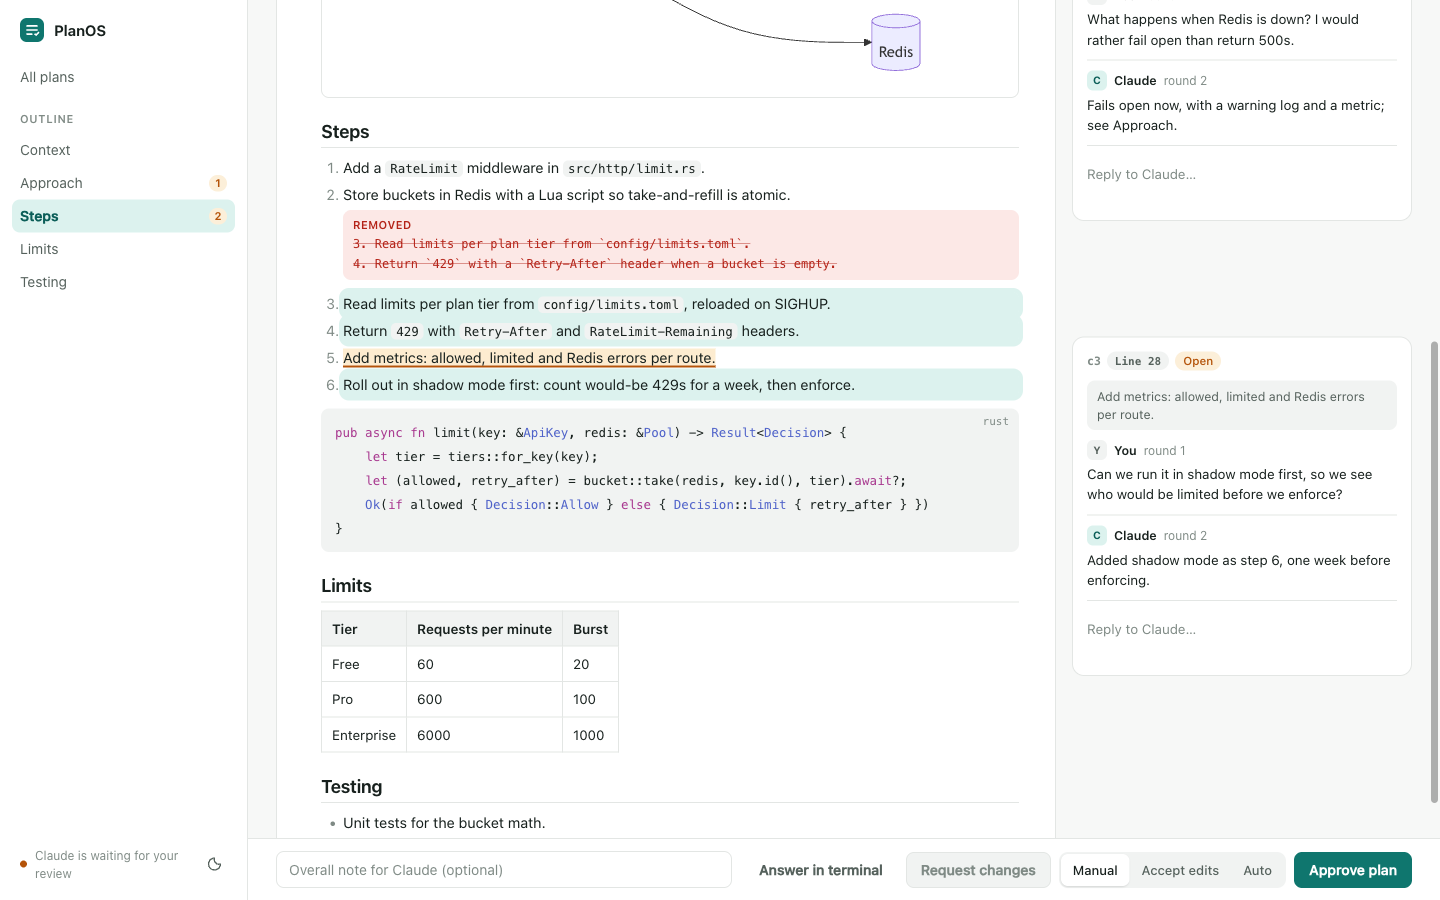 PlanOS
All plans
OUTLINE
Context
Approach 1
Steps 2
Limits
Testing
Claude is waiting for your
review
Redis
Steps
1. Add a RateLimit middleware in src/http/limit.rs.
2. Store buckets in Redis with a Lua script so take-and-refill is atomic.
REMOVED
3. Read limits per plan tier from `config/limits.toml`.
4. Return `429` with a `Retry-After` header when a bucket is empty.
3. Read limits per plan tier from config/limits.toml, reloaded on SIGHUP.
4. Return 429 with Retry-After and RateLimit-Remaining headers.
5. Add metrics: allowed, limited and Redis errors per route.
6. Roll out in shadow mode first: count would-be 429s for a week, then enforce.
rust
pub async fn limit(key: &ApiKey, redis: &Pool) -> Result<Decision> {
    let tier = tiers::for_key(key);
    let (allowed, retry_after) = bucket::take(redis, key.id(), tier).await?;
    Ok(if allowed { Decision::Allow } else { Decision::Limit { retry_after } })
}
Limits
Tier Requests per minute Burst
Free 60 20
Pro 600 100
Enterprise 6000 1000
Testing
• Unit tests for the bucket math.
What happens when Redis is down? I would
rather fail open than return 500s.
C Claude round 2
Fails open now, with a warning log and a metric;
see Approach.
Reply to Claude...
c3 Line 28 Open
Add metrics: allowed, limited and Redis errors
per route.
Y You round 1
Can we run it in shadow mode first, so we see
who would be limited before we enforce?
C Claude round 2
Added shadow mode as step 6, one week before
enforcing.
Reply to Claude...
Overall note for Claude (optional)
Answer in terminal
Request changes
Manual Accept edits Auto
Approve plan